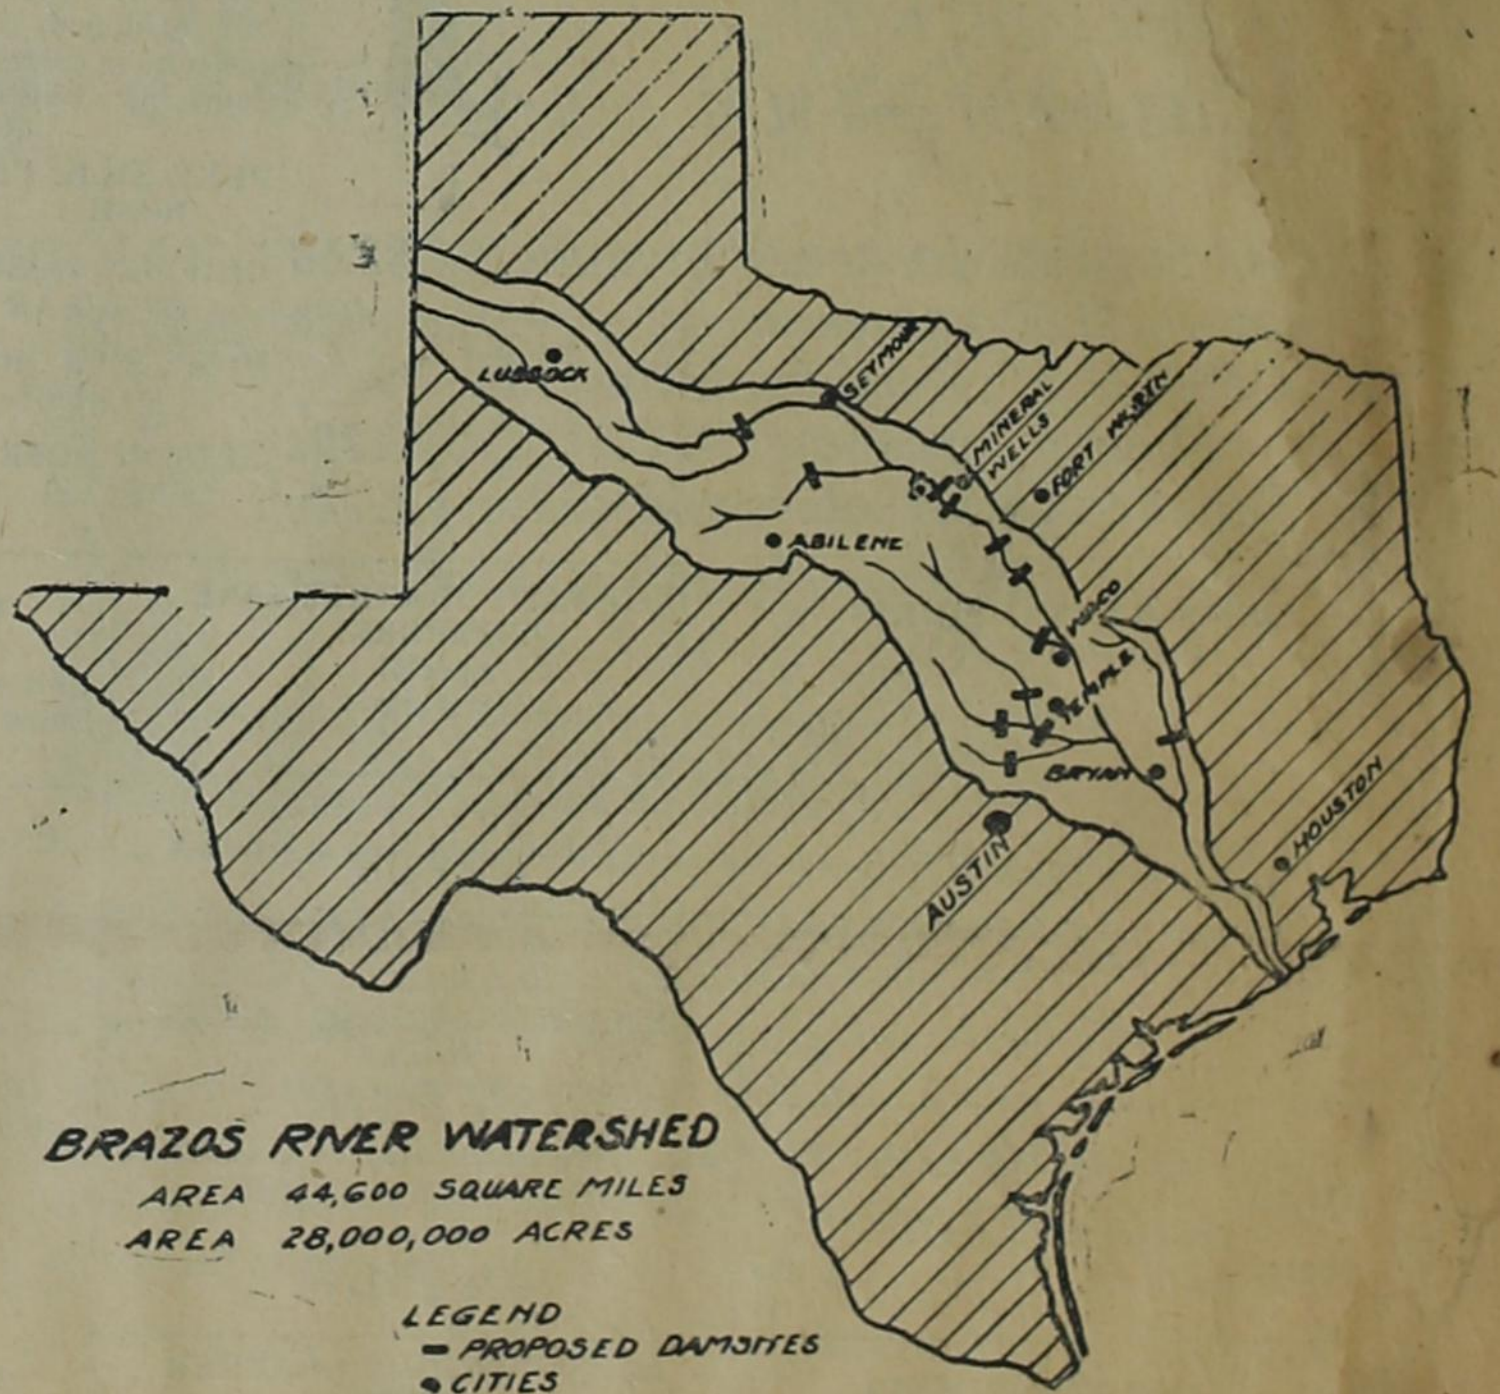 LUBBOCK
SEYMOUR
MINERAL
WELLS
FORT WORTH
ABILENE
WACO
TEMPLE
BRYAN
HOUSTON
AUSTIN
BRAZOS RIVER WATERSHED
AREA 44,600 SQUARE MILES
AREA 28,000,000 ACRES
LEGEND
PROPOSED DAMSITES
CITIES